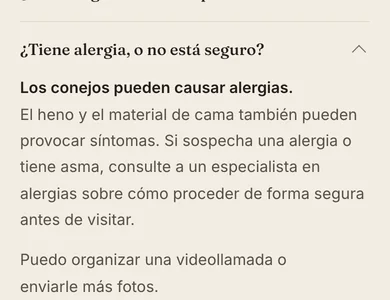 ¿Tiene alergia, o no está seguro?
Los conejos pueden causar alergias.
El heno y el material de cama también pueden
provocar síntomas. Si sospecha una alergia o
tiene asma, consulte a un especialista en
alergias sobre cómo proceder de forma segura
antes de visitar.
Puedo organizar una videollamada o
enviarle más fotos.